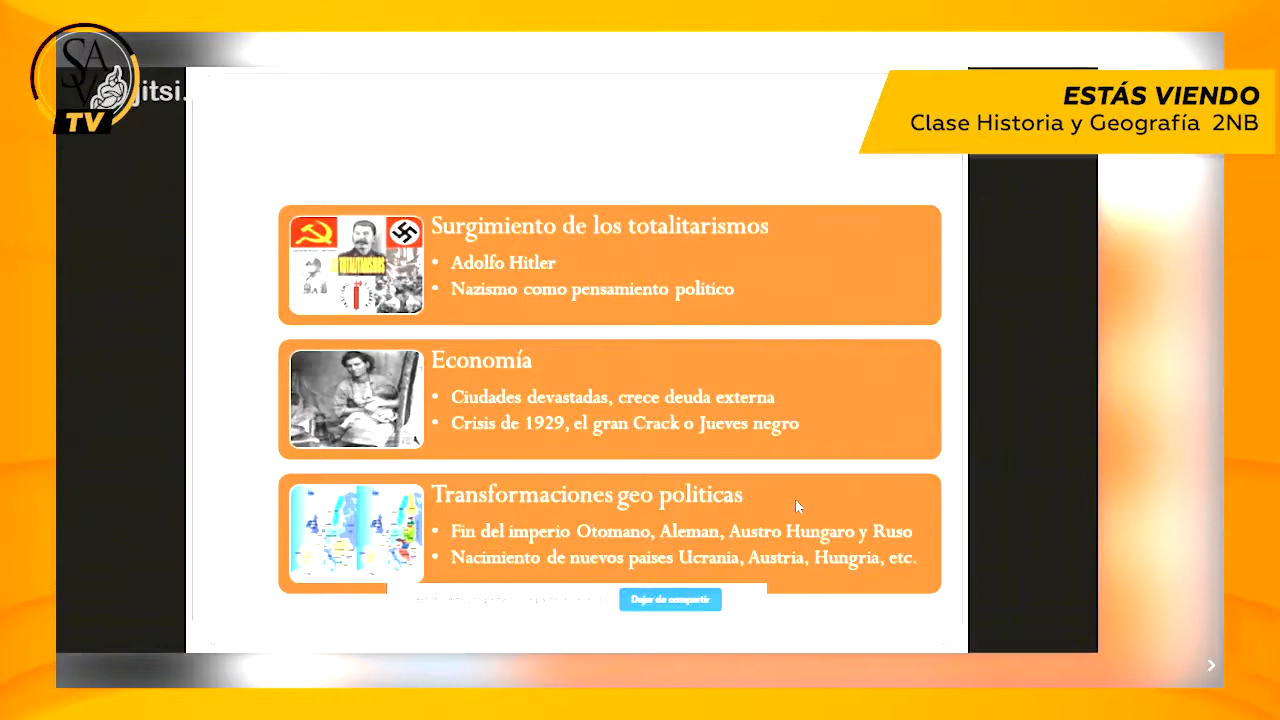 SA
V
TV
jitsi.
ESTÁS VIENDO
Clase Historia y Geografía 2NB
Surgimiento de los totalitarismos
TOTALITARISMOS
• Adolfo Hitler
• Nazismo como pensamiento politico
Economía
• Ciudades devastadas, crece deuda externa
• Crisis de 1929, el gran Crack o Jueves negro
Transformaciones geo politicas
• Fin del imperio Otomano, Aleman, Austro Hungaro y Ruso
• Nacimiento de nuevos paises Ucrania, Austria, Hungria, etc.
Dejar de compartir